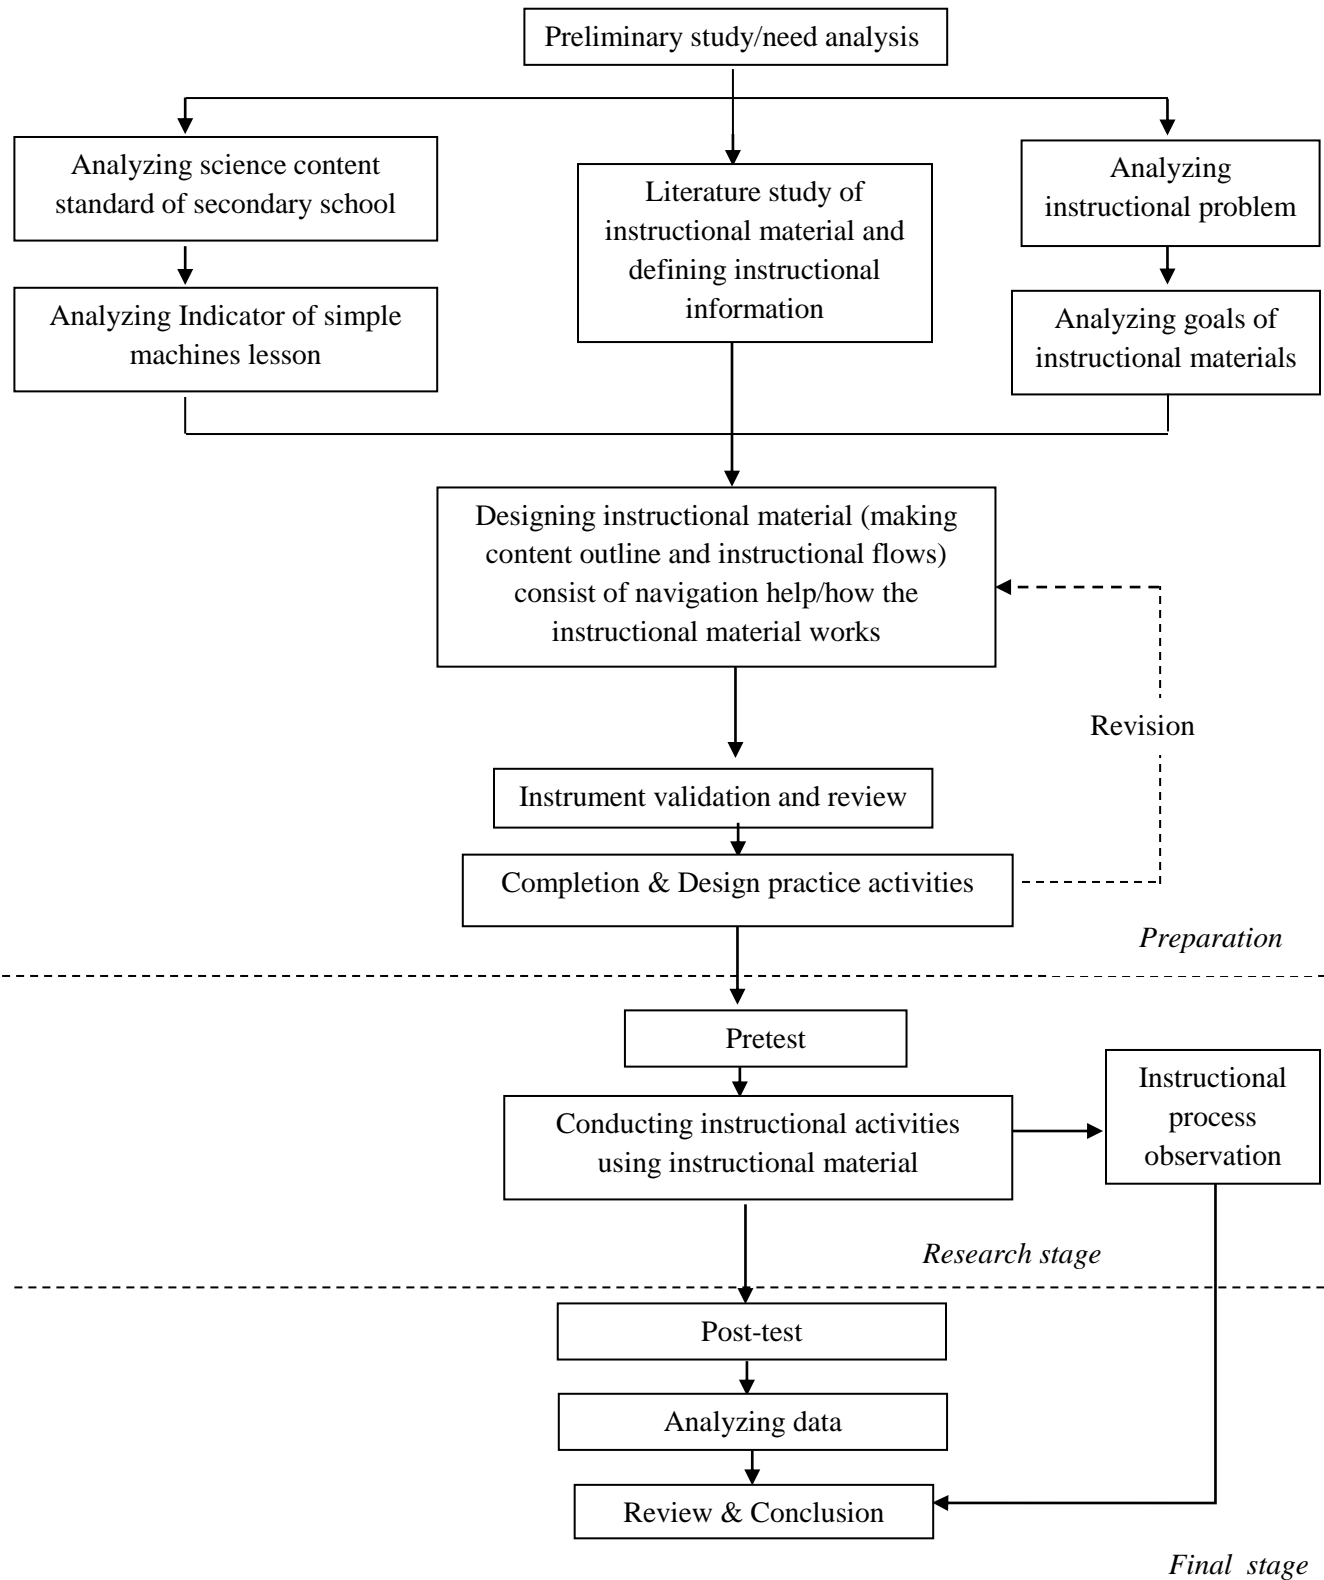 Preliminary study/need analysis
Analyzing science content
standard of secondary school
Literature study of
instructional material and
defining instructional
information
Analyzing
instructional problem
Analyzing Indicator of simple
machines lesson
Analyzing goals of
instructional materials
Designing instructional material (making
content outline and instructional flows)
consist of navigation help/how the
instructional material works
Revision
Instrument validation and review
Completion & Design practice activities
Preparation
Pretest
Conducting instructional activities
using instructional material
Instructional
process
observation
Research stage
Post-test
Analyzing data
Review & Conclusion
Final stage